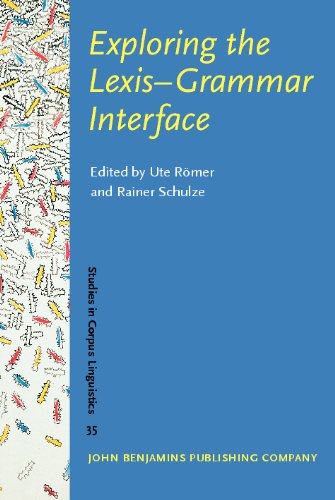 Exploring the
Lexis–Grammar
Interface
Edited by Ute Römer
and Rainer Schulze
Studies in Corpus Linguistics
35
JOHN BENJAMINS PUBLISHING COMPANY